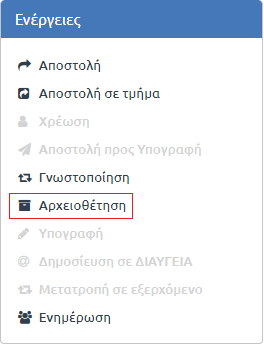 Ενέργειες
Αποστολή
Αποστολή σε τμήμα
Χρέωση
Αποστολή προς Υπογραφή
Γνωστοποίηση
Αρχειοθέτηση
Υπογραφή
Δημοσίευση σε ΔΙΑΥΓΕΙΑ
Μετατροπή σε εξερχόμενο
Ενημέρωση